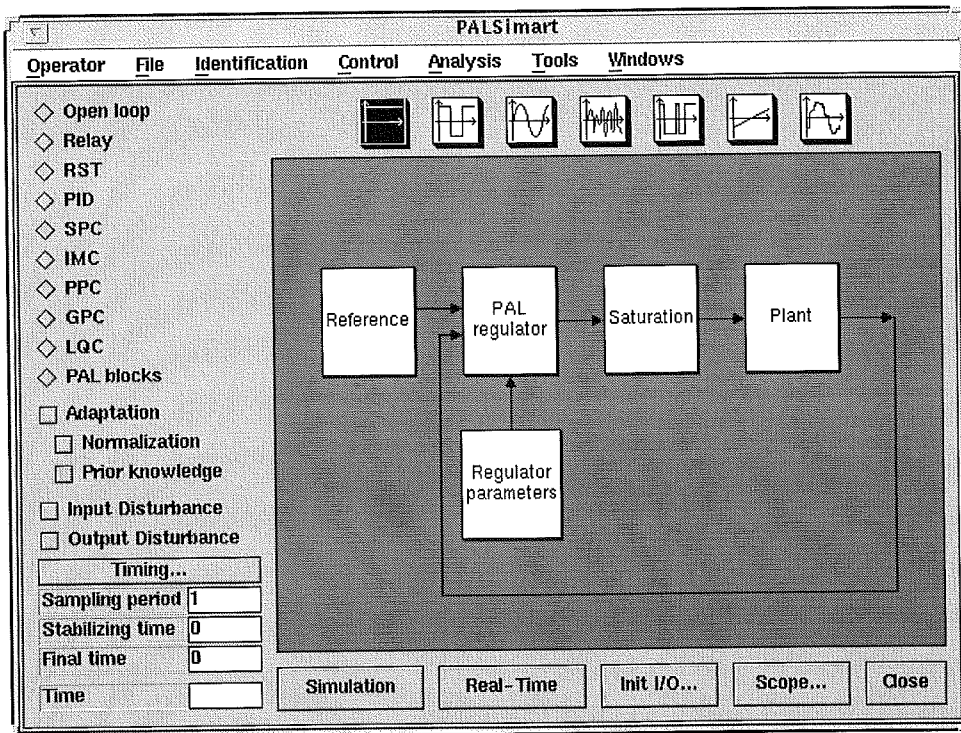 PALSimart
Operator File Identification Control Analysis Tools Windows
Open loop
Relay
RST
PID
SPC
IMC
PPC
GPC
LQC
PAL blocks
Adaptation
Normalization
Prior knowledge
Input Disturbance
Output Disturbance
Timing...
Sampling period 1
Stabilizing time 0
Final time 0
Time
Reference
PAL
regulator
Saturation
Plant
Regulator
parameters
Simulation Real-Time Init I/O... Scope... Close